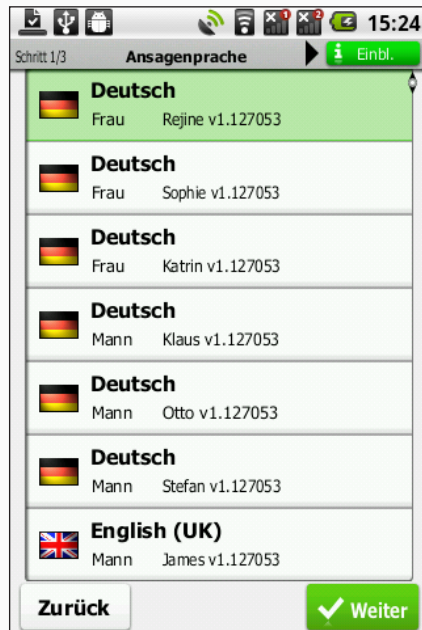 15:24
Schritt 1/3 Ansagenprache Einbl.
Deutsch
Frau Rejine v1.127053
Deutsch
Frau Sophie v1.127053
Deutsch
Frau Katrin v1.127053
Deutsch
Mann Klaus v1.127053
Deutsch
Mann Otto v1.127053
Deutsch
Mann Stefan v1.127053
English (UK)
Mann James v1.127053
Zurück Weiter